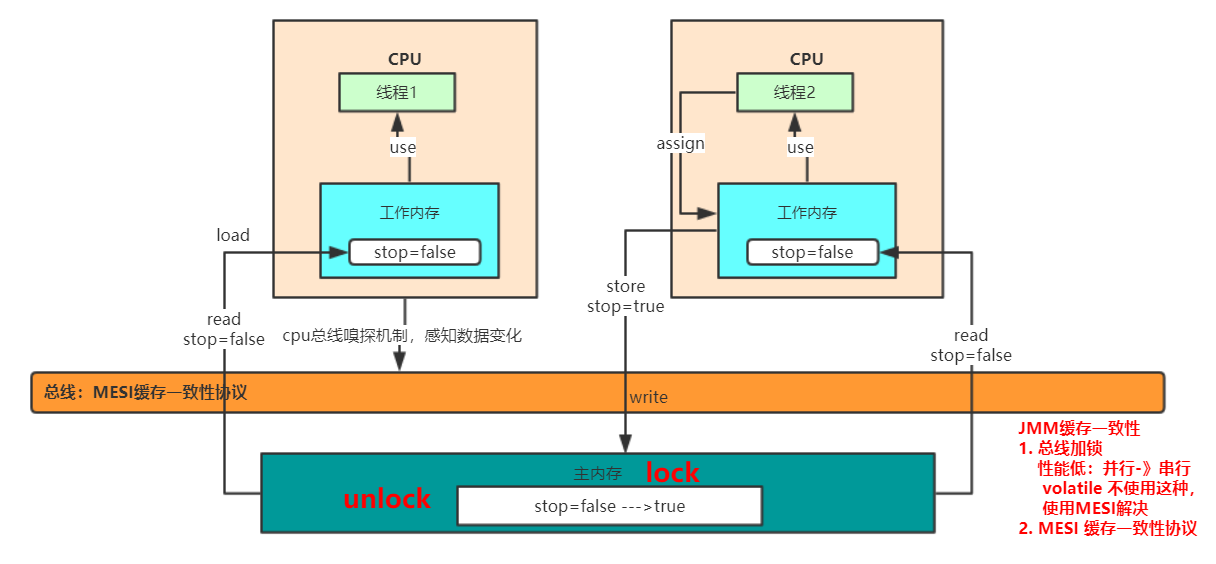 CPU
线程1
use
工作内存
stop=false
load
read
stop=false
cpu总线嗅探机制，感知数据变化
CPU
线程2
assign
use
工作内存
stop=false
store
stop=true
read
stop=false
总线：MESI缓存一致性协议
write
主内存
lock
unlock
stop=false --->true
JMM缓存一致性
1. 总线加锁
性能低：并行-》串行
volatile 不使用这种，
使用MESI解决
2. MESI 缓存一致性协议